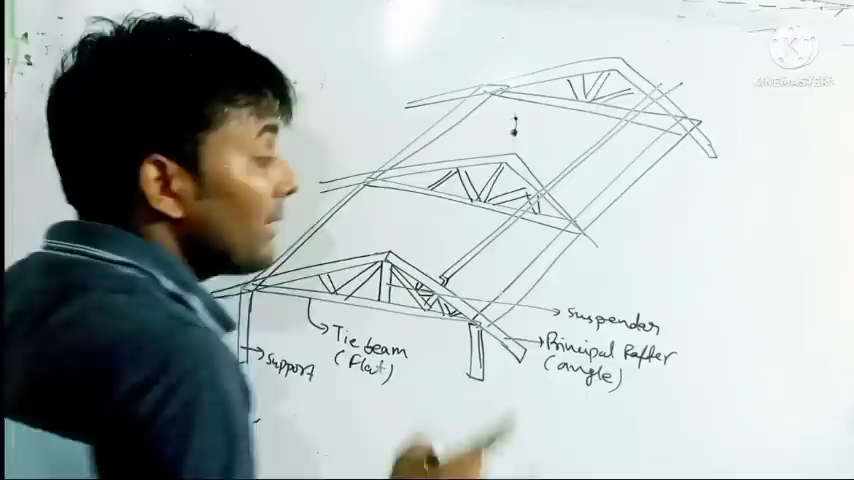 KINEMASTER
suspender
Tie beam
(flat)
Principal Rafter
(angle)
support